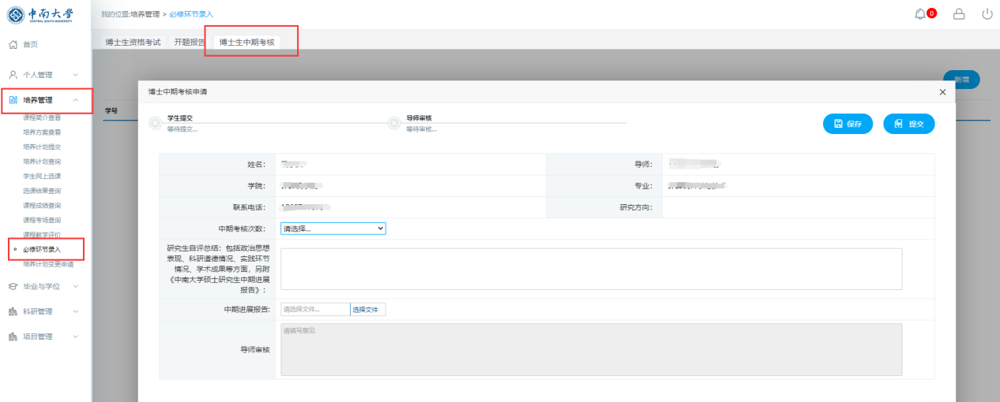 中南大学
CENTRAL SOUTH UNIVERSITY
我的位置:培养管理 > 必修环节录入
0
首页
个人管理
培养管理
课程简介查看
培养方案查看
培养计划提交
培养计划查询
学生网上选课
选课结果查询
课程成绩查询
课程考场查询
课程教学评价
必修环节录入
培养计划变更申请
毕业与学位
科研管理
项目管理
博士生资格考试
开题报告
博士生中期考核
新增
学号
博士中期考核申请
×
学生提交
等待提交...
导师审核
等待审核...
保存
提交
姓名：
导师：
学院：
专业：
联系电话：
研究方向：
中期考核次数：
请选择...
研究生自评总结：包括政治思想
表现、科研道德情况、实践环节
情况、学术成果等方面，另附
《中南大学硕士研究生中期进展
报告》：
中期进展报告:
请选择文件...
选择文件
导师审核
请填写意见